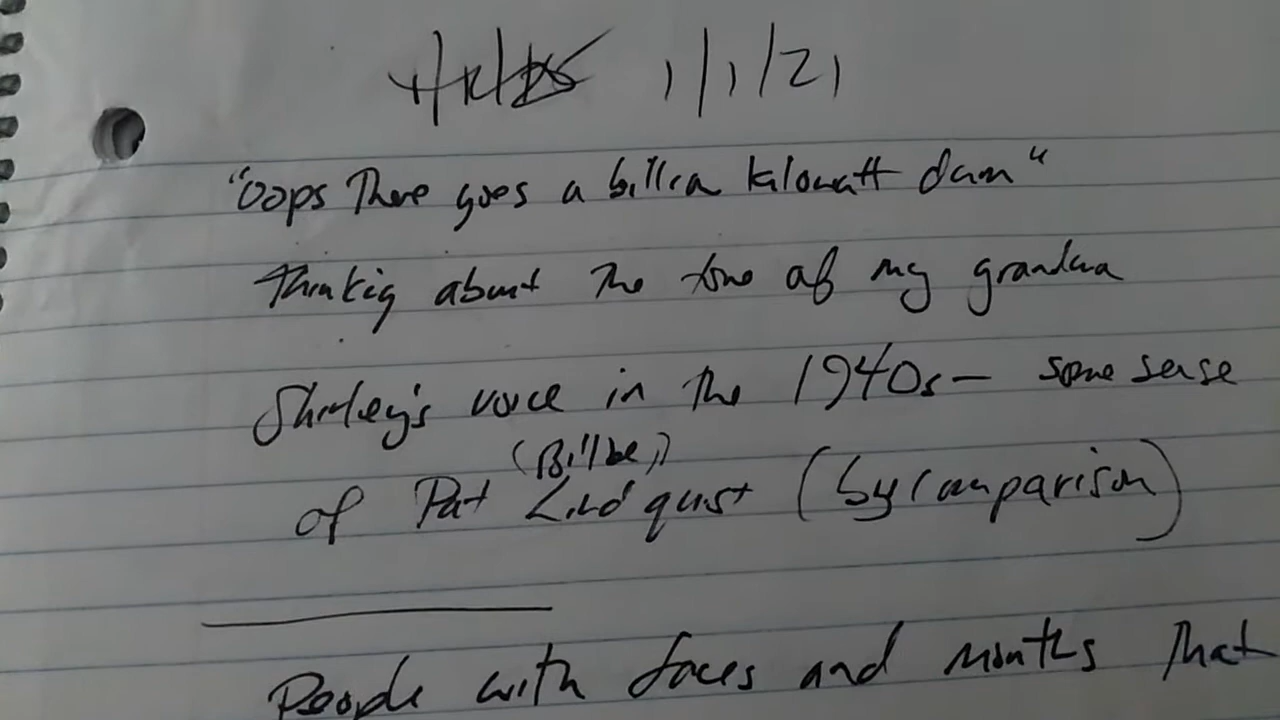 1/1/21
"Oops There goes a billion kilowatt dam"
Thinking about the tone of my grandma
Shirley's voice in the 1940s - some sense
of Pat Lindquist (by comparison)
People with faces and mouths that